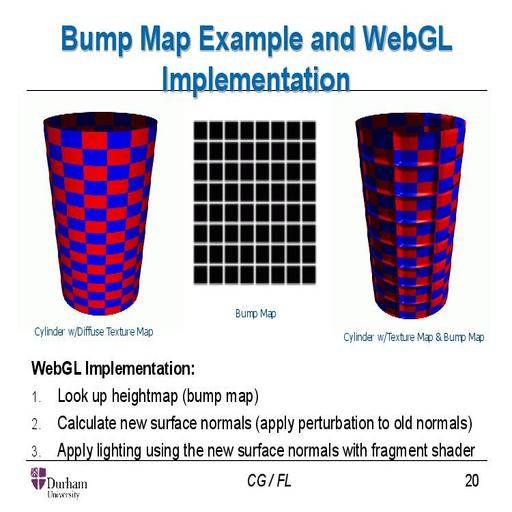 Bump Map Example and WebGL
Implementation
Bump Map
Cylinder w/Diffuse Texture Map
Cylinder w/Texture Map & Bump Map
WebGL Implementation:
1. Look up heightmap (bump map)
2. Calculate new surface normals (apply perturbation to old normals)
3. Apply lighting using the new surface normals with fragment shader
Durham
University
CG / FL
20